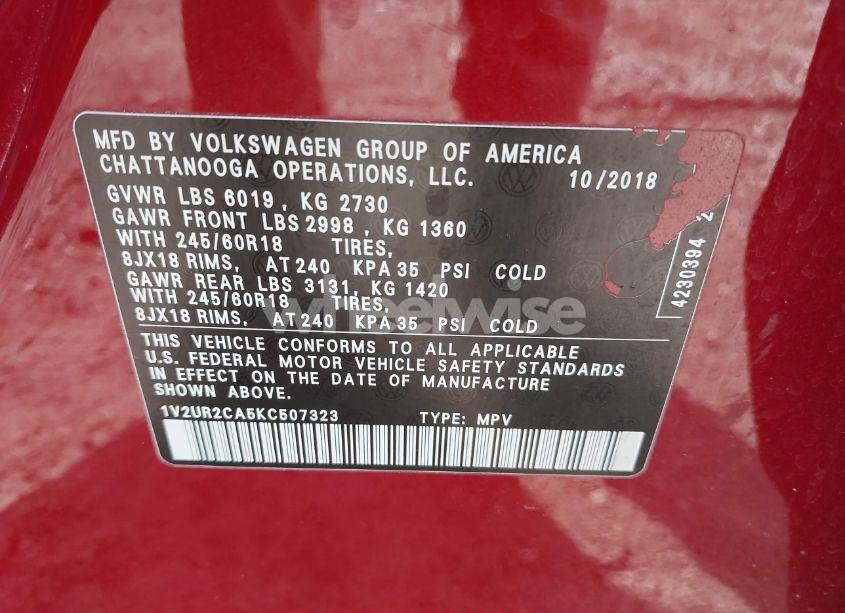 MFD BY VOLKSWAGEN GROUP OF AMERICA
CHATTANOOGA OPERATIONS, LLC. 10/2018
GVWR LBS 6019 , KG 2730
GAWR FRONT LBS 2998 , KG 1360
WITH 245/60R18 TIRES,
8JX18 RIMS, AT 240 KPA 35 PSI COLD
GAWR REAR LBS 3131, KG 1420
WITH 245/60R18 TIRES,
8JX18 RIMS, AT 240 KPA 35 PSI COLD
THIS VEHICLE CONFORMS TO ALL APPLICABLE
U.S. FEDERAL MOTOR VEHICLE SAFETY STANDARDS
IN EFFECT ON THE DATE OF MANUFACTURE
SHOWN ABOVE.
1V2UR2CA5KC507323 TYPE: MPV
4230394 2
wheelwise